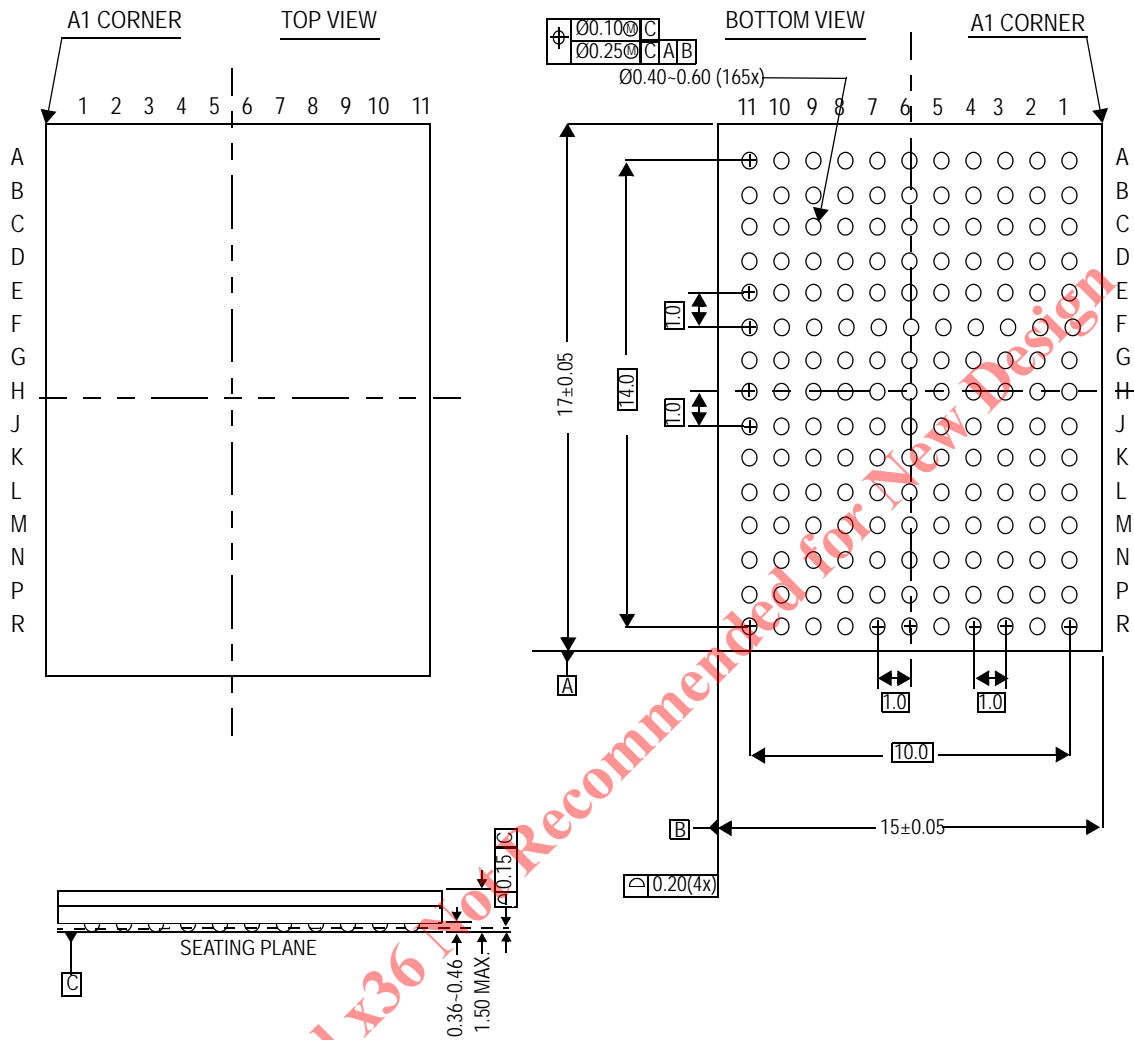 A1 CORNER TOP VIEW
BOTTOM VIEW A1 CORNER
Ø0.10Ⓜ C
Ø0.25Ⓜ C A B
Ø0.40~0.60 (165x)
1 2 3 4 5 6 7 8 9 10 11
11 10 9 8 7 6 5 4 3 2 1
A
B
C
D
E
F
G
H
J
K
L
M
N
P
R
17±0.05
14.0
1.0
1.0
A
B
C
D
E
F
G
H
J
K
L
M
N
P
R
A
1.0 1.0
10.0
B 15±0.05
0.20(4x)
0.15 C
SEATING PLANE
C
0.36~0.46
1.50 MAX.
x36 Not Recommended for New Design